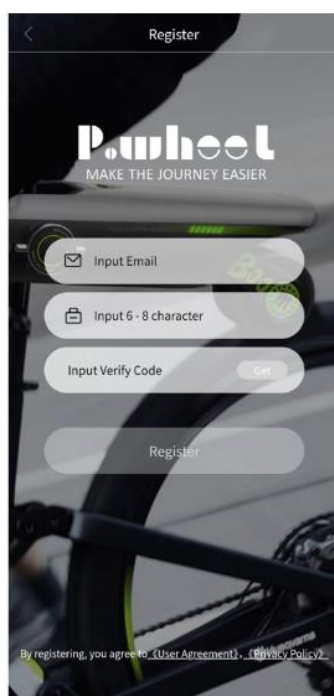 Register
P.wheel
MAKE THE JOURNEY EASIER
Input Email
Input 6 - 8 character
Input Verify Code
Get
Register
By registering, you agree to《User Agreement》、《Privacy Policy》